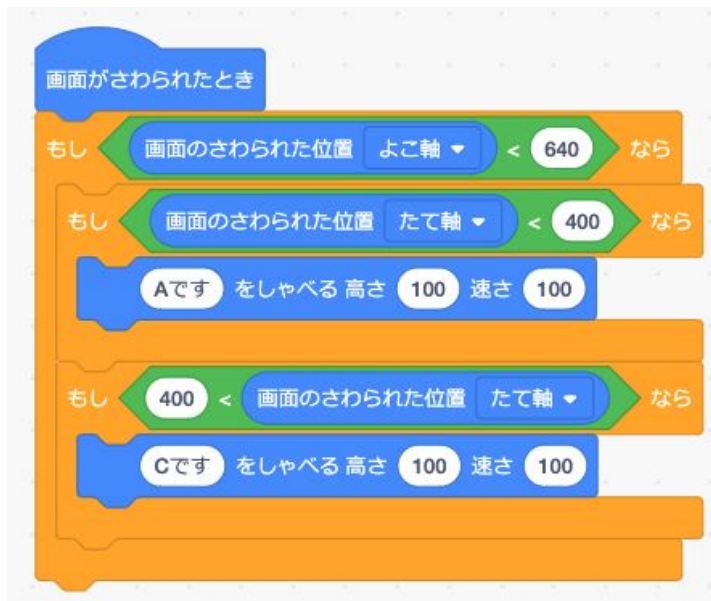 画面がさわられたとき
もし 画面のさわられた位置 よこ軸 < 640 なら
もし 画面のさわられた位置 たて軸 < 400 なら
Aです をしゃべる 高さ 100 速さ 100
もし 400 < 画面のさわられた位置 たて軸 なら
Cです をしゃべる 高さ 100 速さ 100